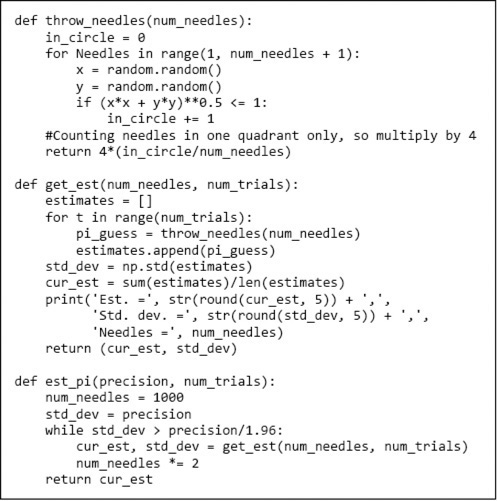 def throw_needles(num_needles):
    in_circle = 0
    for Needles in range(1, num_needles + 1):
        x = random.random()
        y = random.random()
        if (x*x + y*y)**0.5 <= 1:
            in_circle += 1
    #Counting needles in one quadrant only, so multiply by 4
    return 4*(in_circle/num_needles)

def get_est(num_needles, num_trials):
    estimates = []
    for t in range(num_trials):
        pi_guess = throw_needles(num_needles)
        estimates.append(pi_guess)
    std_dev = np.std(estimates)
    cur_est = sum(estimates)/len(estimates)
    print('Est. =', str(round(cur_est, 5)) + ',',
          'Std. dev. =', str(round(std_dev, 5)) + ',',
          'Needles =', num_needles)
    return (cur_est, std_dev)

def est_pi(precision, num_trials):
    num_needles = 1000
    std_dev = precision
    while std_dev > precision/1.96:
        cur_est, std_dev = get_est(num_needles, num_trials)
        num_needles *= 2
    return cur_est